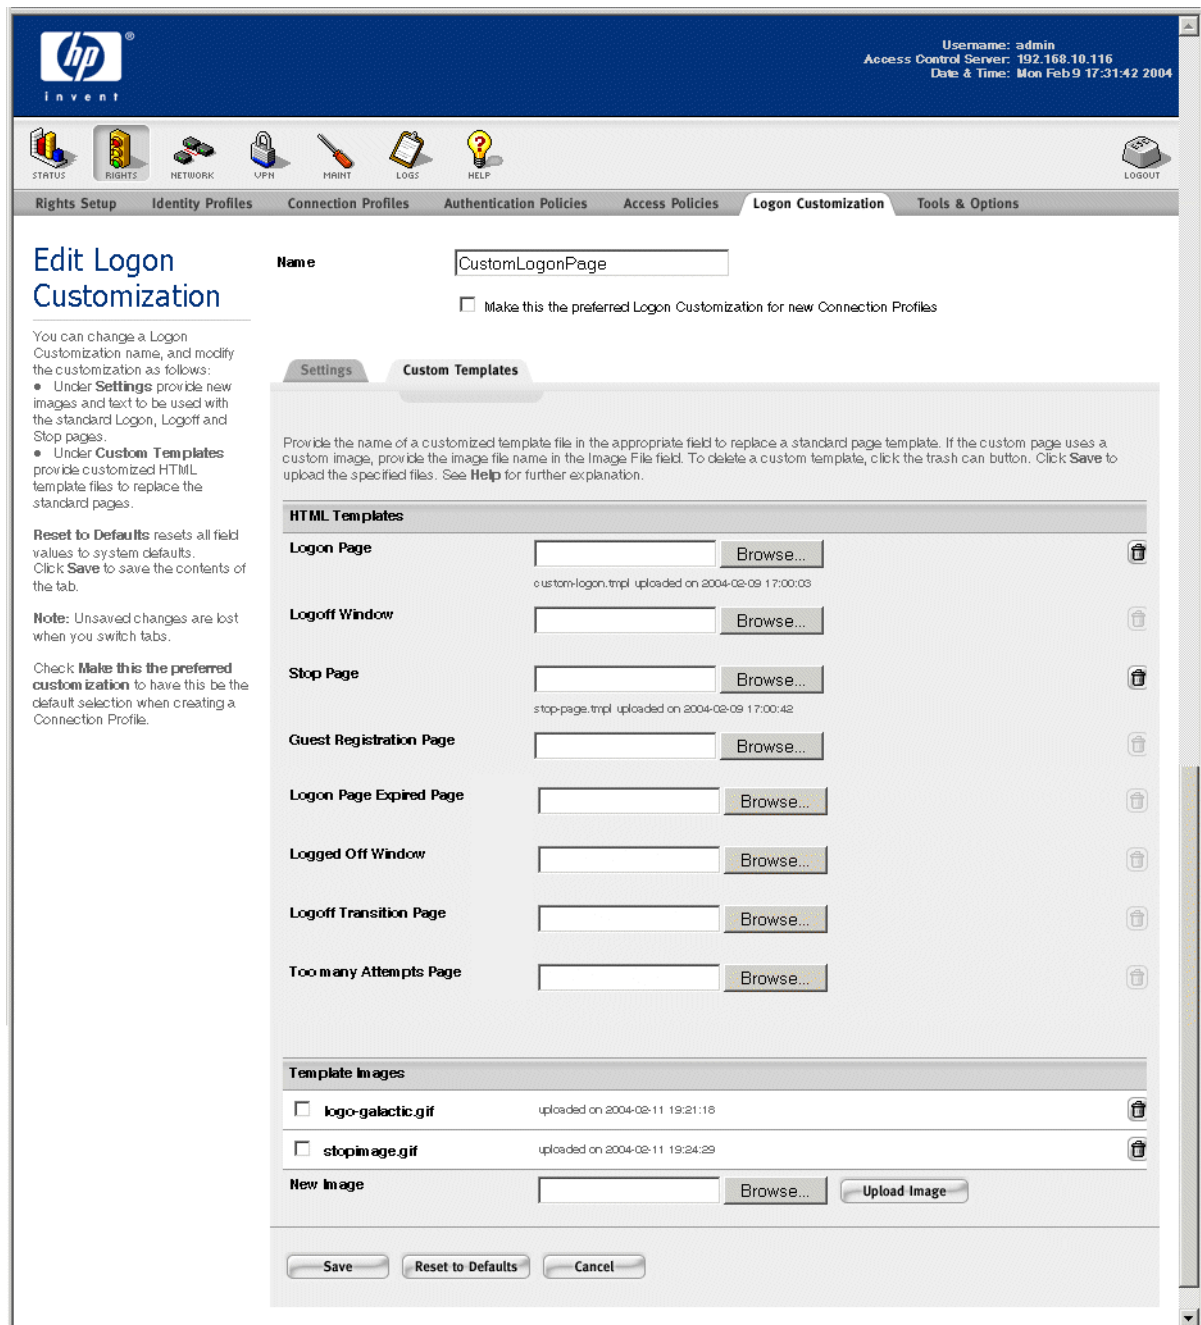 hp
®
invent
Username: admin
Access Control Server: 192.168.10.116
Date & Time: Mon Feb 9 17:31:42 2004
STATUS RIGHTS NETWORK VPN MAINT LOGS HELP LOGOUT
Rights Setup Identity Profiles Connection Profiles Authentication Policies Access Policies Logon Customization Tools & Options
Edit Logon
Customization
You can change a Logon
Customization name, and modify
the customization as follows:
● Under Settings provide new
images and text to be used with
the standard Logon, Logoff and
Stop pages.
● Under Custom Templates
provide customized HTML
template files to replace the
standard pages.
Reset to Defaults resets all field
values to system defaults.
Click Save to save the contents of
the tab.
Note: Unsaved changes are lost
when you switch tabs.
Check Make this the preferred
customization to have this be the
default selection when creating a
Connection Profile.
Name CustomLogonPage
Make this the preferred Logon Customization for new Connection Profiles
Settings Custom Templates
Provide the name of a customized template file in the appropriate field to replace a standard page template. If the custom page uses a
custom image, provide the image file name in the Image File field. To delete a custom template, click the trash can button. Click Save to
upload the specified files. See Help for further explanation.
HTML Templates
Logon Page Browse...
custom-logon.tmpl uploaded on 2004-02-09 17:00:03
Logoff Window Browse...
Stop Page Browse...
stop-page.tmpl uploaded on 2004-02-09 17:00:42
Guest Registration Page Browse...
Logon Page Expired Page Browse...
Logged Off Window Browse...
Logoff Transition Page Browse...
Too many Attempts Page Browse...
Template Images
logo-galactic.gif uploaded on 2004-02-11 19:21:18
stopimage.gif uploaded on 2004-02-11 19:24:29
New Image Browse... Upload Image
Save Reset to Defaults Cancel